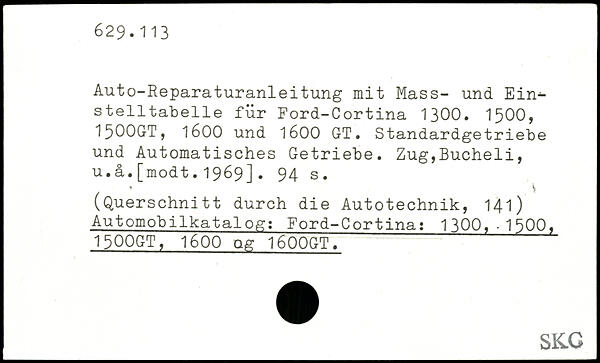 629.113
Auto-Reparaturanleitung mit Mass- und Ein-
stelltabelle für Ford-Cortina 1300. 1500,
1500GT, 1600 und 1600 GT. Standardgetriebe
und Automatisches Getriebe. Zug,Bucheli,
u.å.[modt.1969]. 94 s.
(Querschnitt durch die Autotechnik, 141)
Automobilkatalog: Ford-Cortina: 1300, 1500,
1500GT, 1600 og 1600GT.
SKC